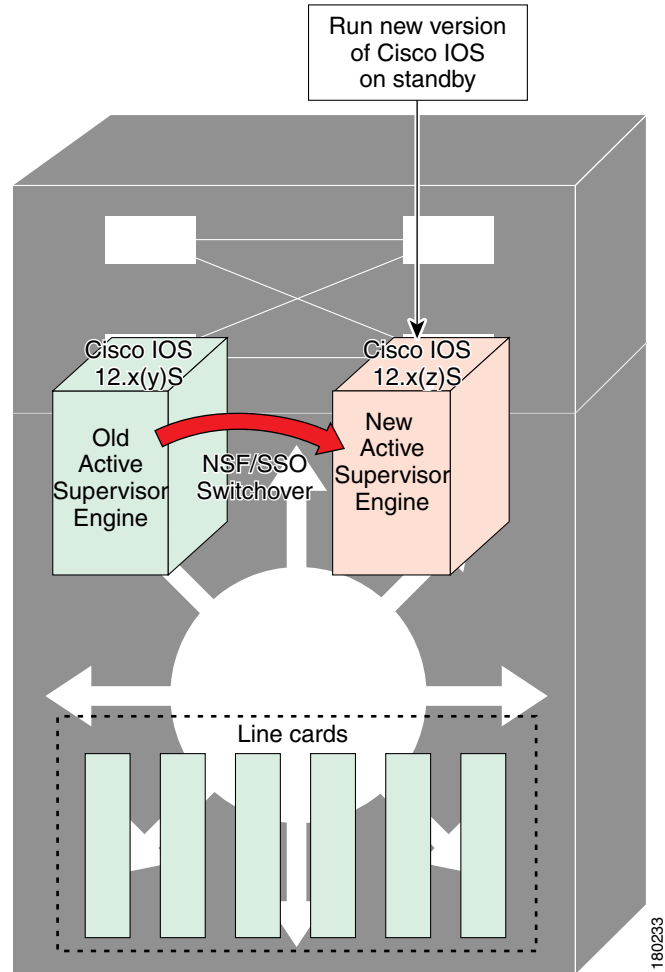 Run new version
of Cisco IOS
on standby
Cisco IOS
12.x(y)S
Cisco IOS
12.x(z)S
Old
Active
Supervisor
Engine
NSF/SSO
Switchover
New
Active
Supervisor
Engine
Line cards
180233